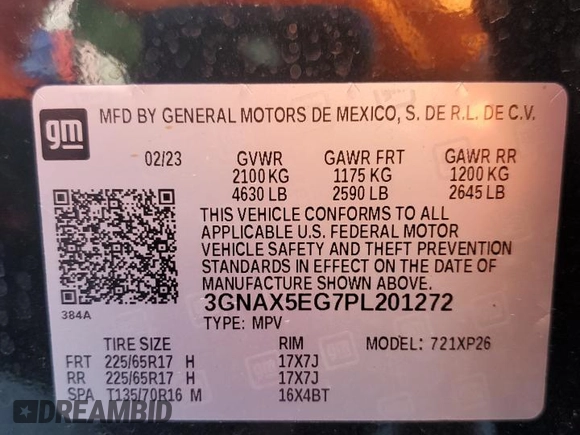 gm
MFD BY GENERAL MOTORS DE MEXICO, S. DE R.L. DE C.V.
02/23 GVWR GAWR FRT GAWR RR
2100 KG 1175 KG 1200 KG
4630 LB 2590 LB 2645 LB
THIS VEHICLE CONFORMS TO ALL
APPLICABLE U.S. FEDERAL MOTOR
VEHICLE SAFETY AND THEFT PREVENTION
STANDARDS IN EFFECT ON THE DATE OF
MANUFACTURE SHOWN ABOVE.
3GNAX5EG7PL201272
384A
TYPE: MPV
TIRE SIZE RIM MODEL: 721XP26
FRT 225/65R17 H 17X7J
RR 225/65R17 H 17X7J
SPA T135/70R16 M 16X4BT
DREAMBID